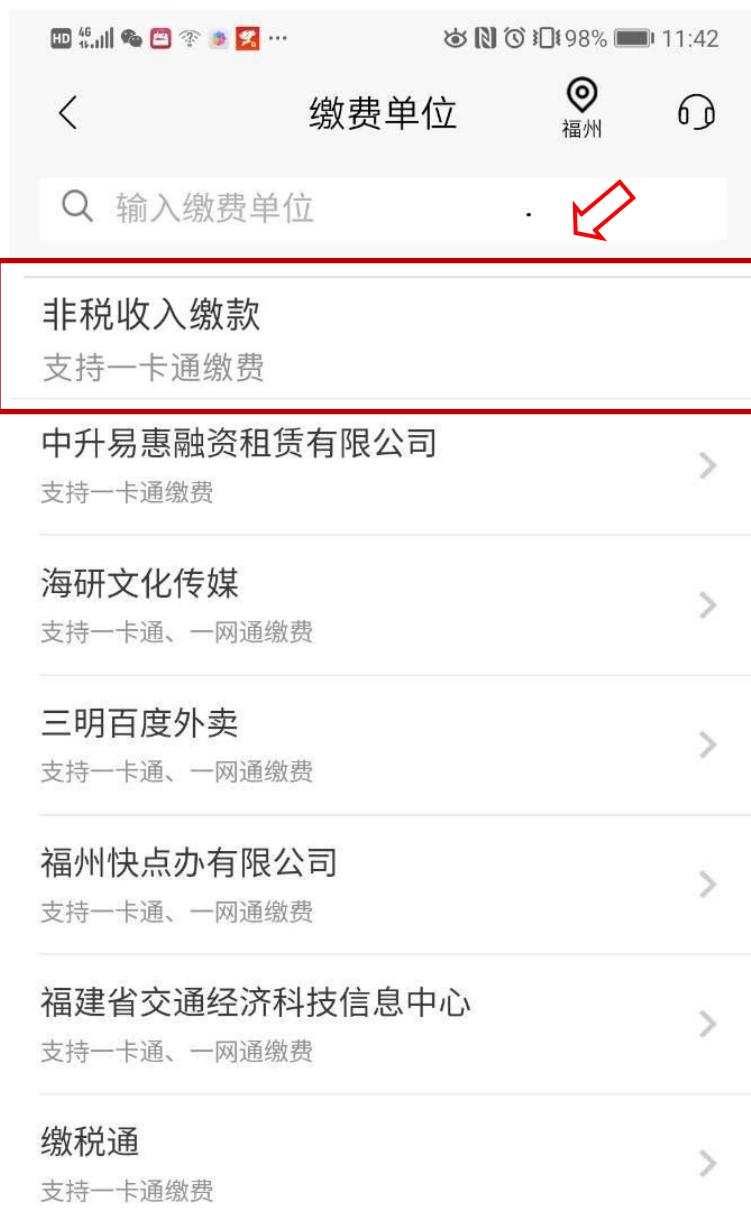 HD 4G 98% 11:42
缴费单位
福州
输入缴费单位
非税收入缴款
支持一卡通缴费
中升易惠融资租赁有限公司
支持一卡通缴费
海研文化传媒
支持一卡通、一网通缴费
三明百度外卖
支持一卡通、一网通缴费
福州快点办有限公司
支持一卡通、一网通缴费
福建省交通经济科技信息中心
支持一卡通、一网通缴费
缴税通
支持一卡通缴费